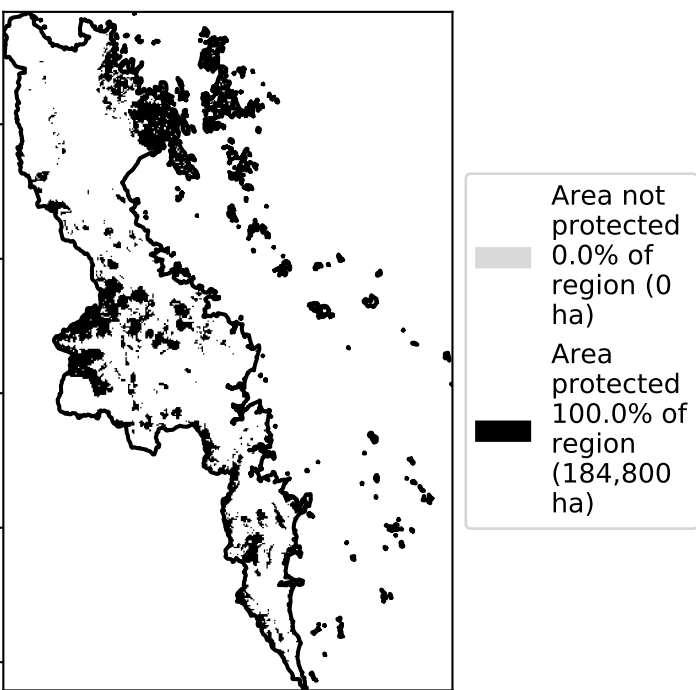 Area not
protected
0.0% of
region (0
ha)
Area
protected
100.0% of
region
(184,800
ha)